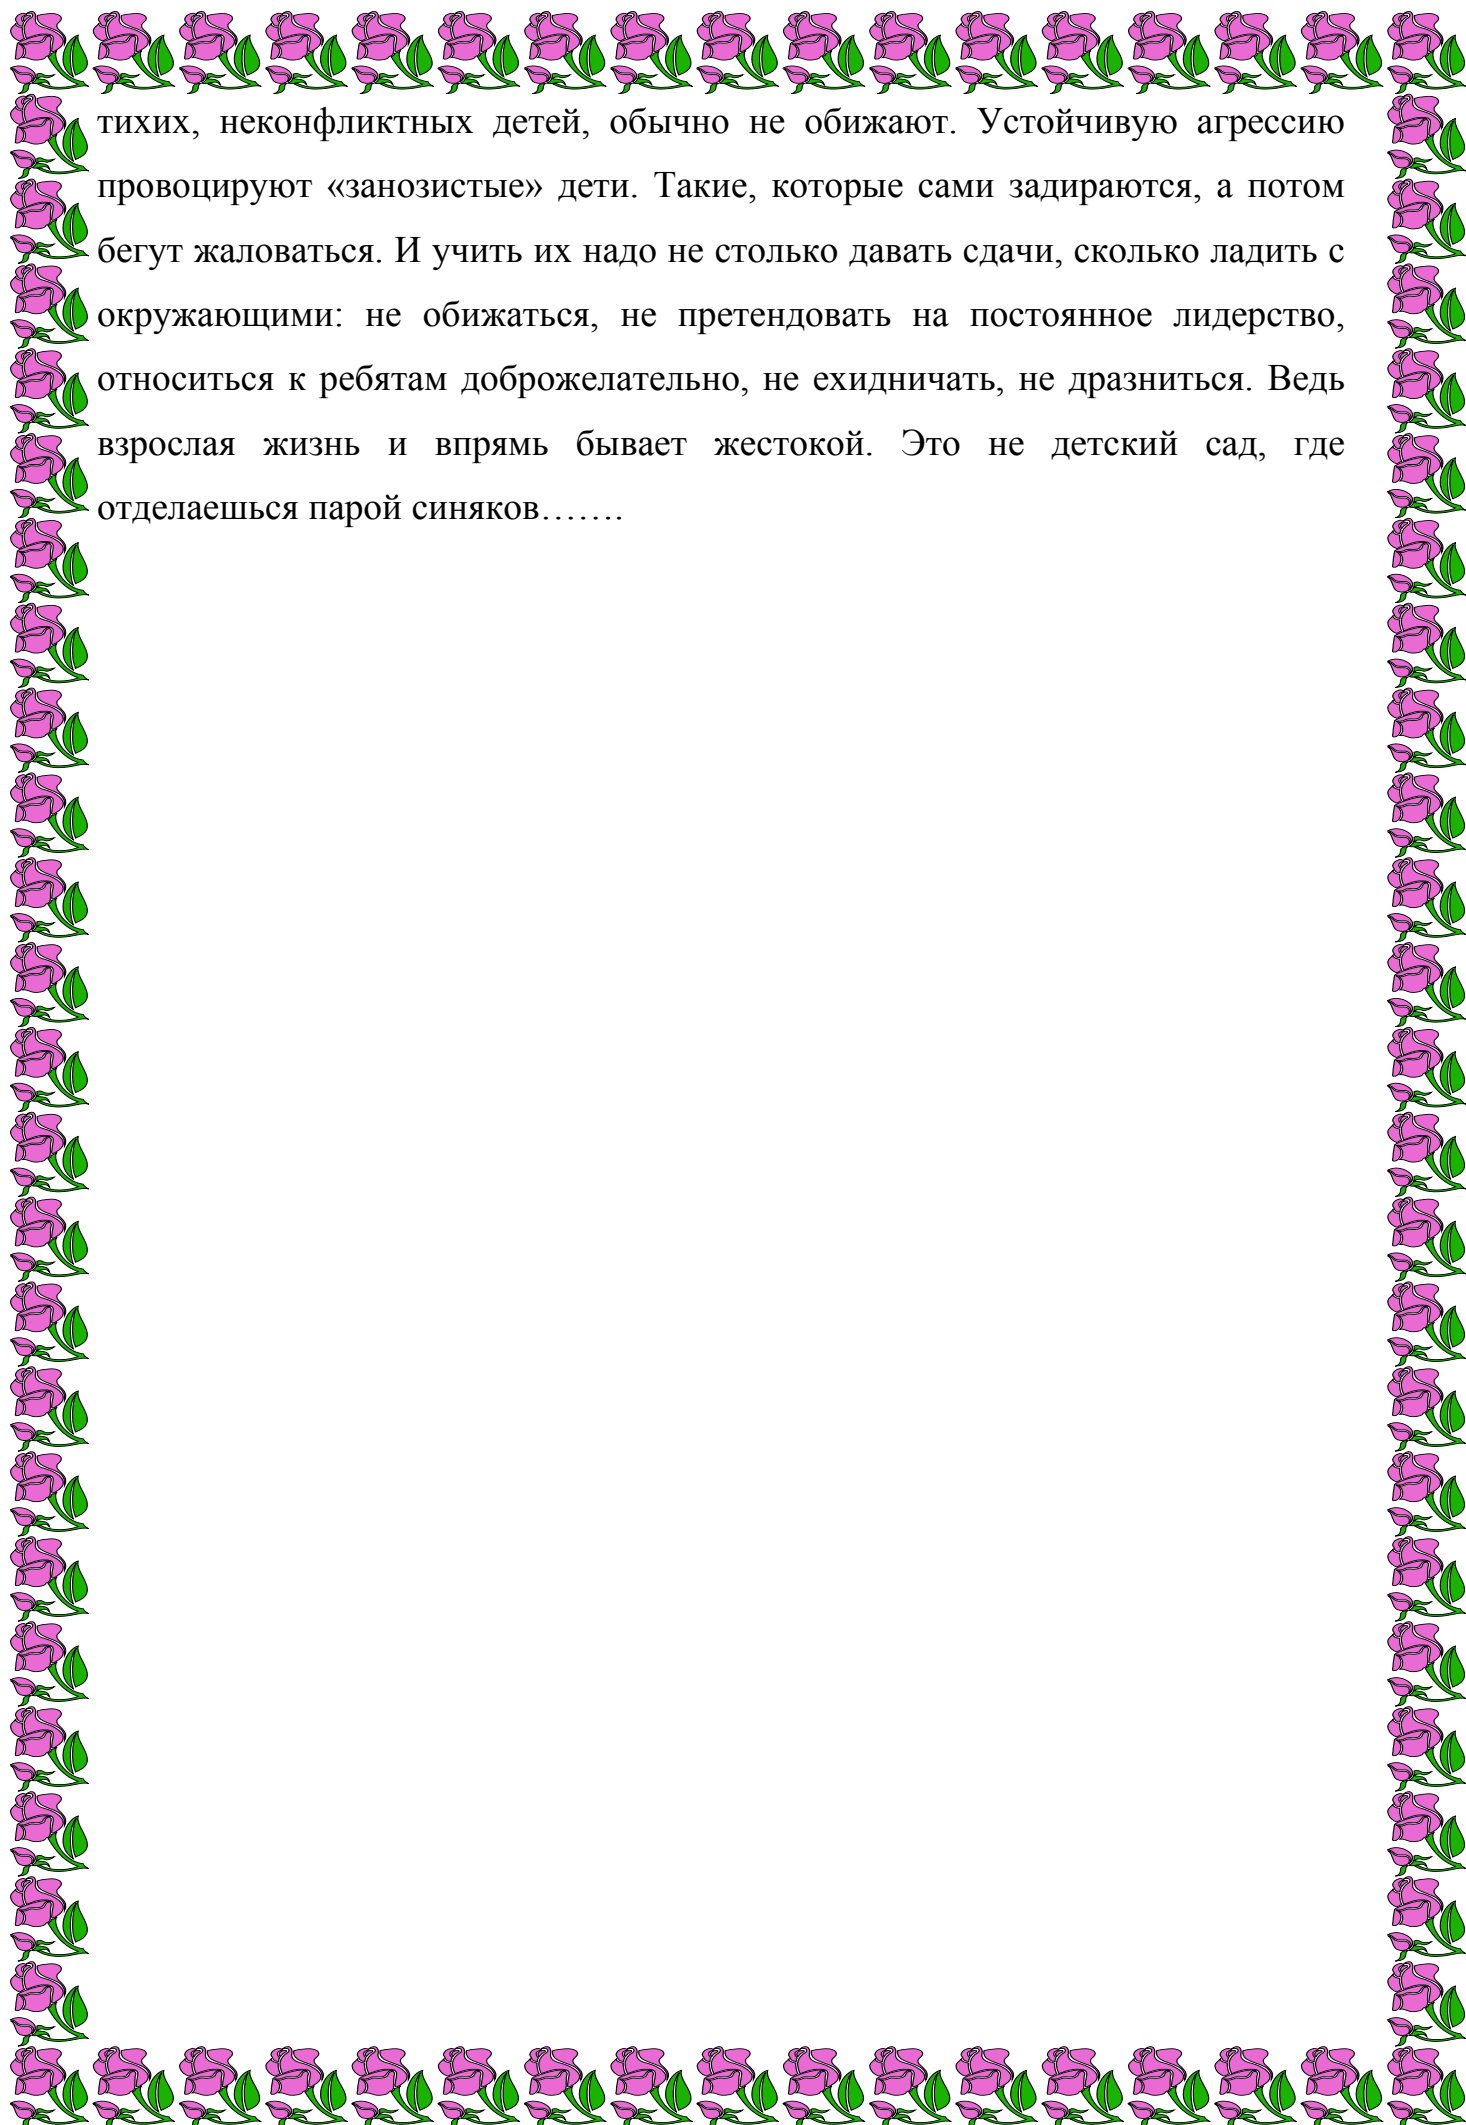 тихих, неконфликтных детей, обычно не обижают. Устойчивую агрессию
провоцируют «занозистые» дети. Такие, которые сами задираются, а потом
бегут жаловаться. И учить их надо не столько давать сдачи, сколько ладить с
окружающими: не обижаться, не претендовать на постоянное лидерство,
относиться к ребятам доброжелательно, не ехидничать, не дразниться. Ведь
взрослая жизнь и впрямь бывает жестокой. Это не детский сад, где
отделаешься парой синяков…….